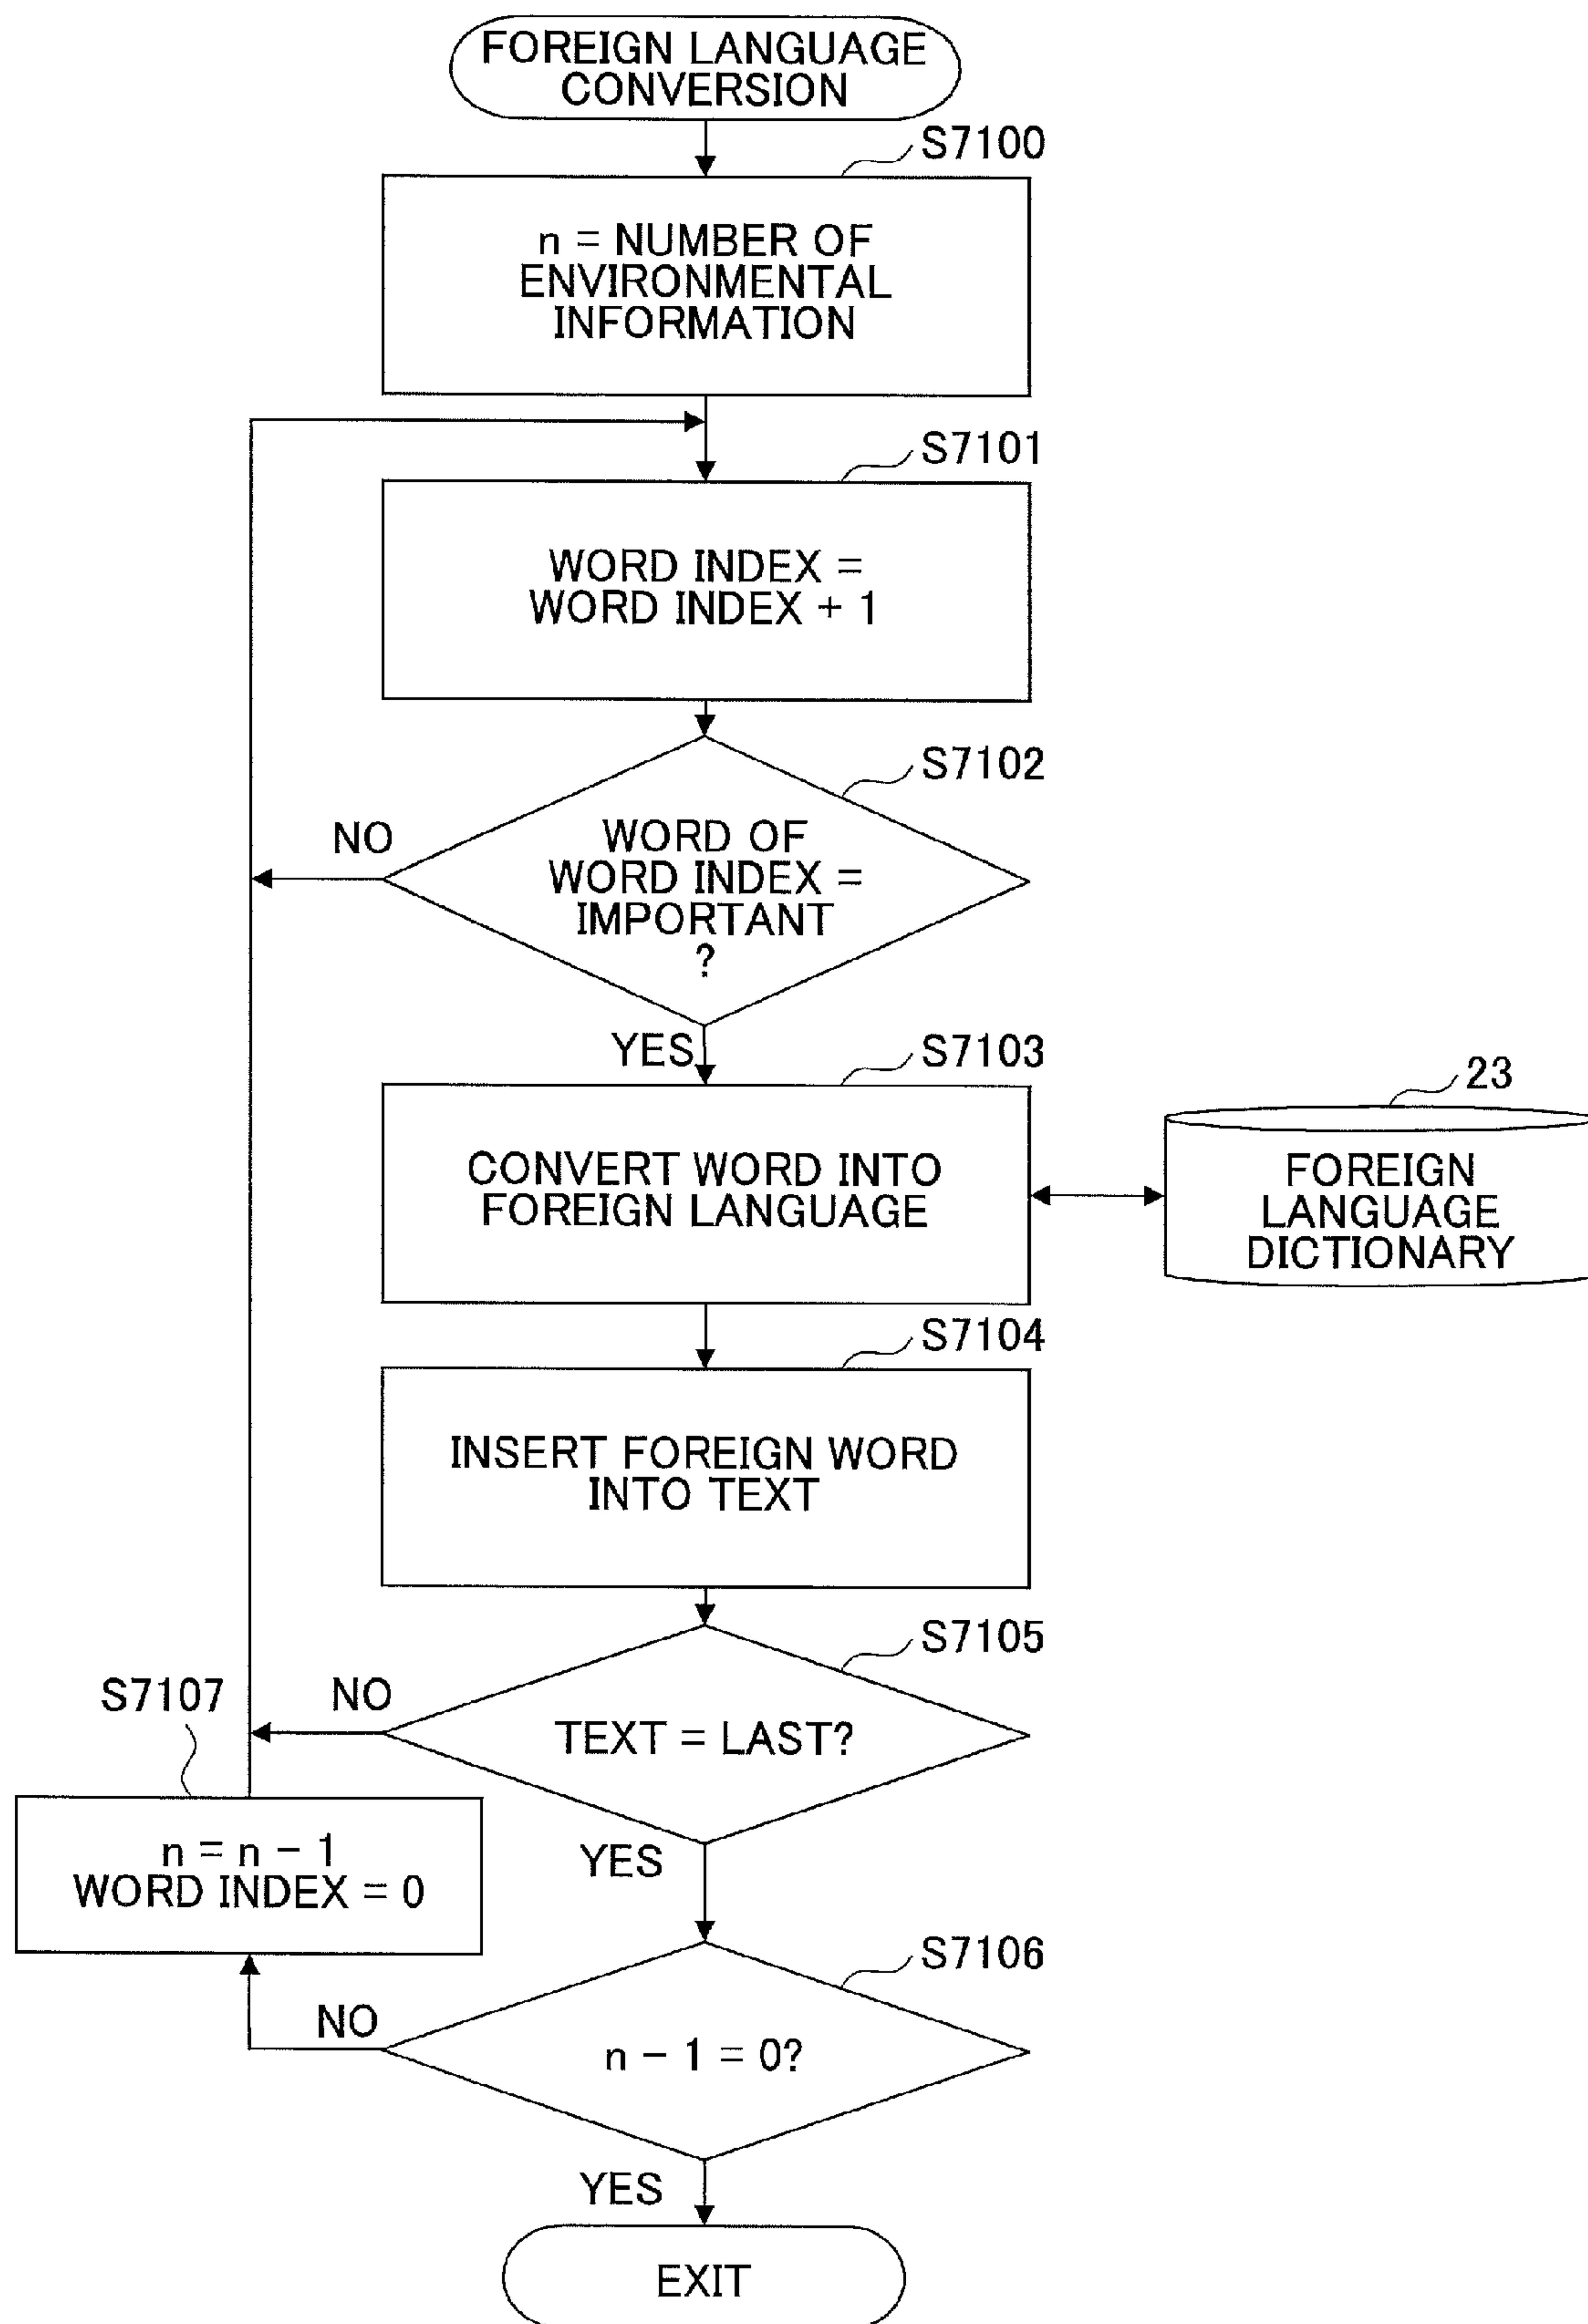 FOREIGN LANGUAGE
CONVERSION
S7100
n = NUMBER OF
ENVIRONMENTAL
INFORMATION
S7101
WORD INDEX =
WORD INDEX + 1
S7102
NO
WORD OF
WORD INDEX =
IMPORTANT
?
YES
S7103
23
CONVERT WORD INTO
FOREIGN LANGUAGE
FOREIGN
LANGUAGE
DICTIONARY
S7104
INSERT FOREIGN WORD
INTO TEXT
S7105
S7107
NO
TEXT = LAST?
n = n - 1
WORD INDEX = 0
YES
S7106
NO
n - 1 = 0?
YES
EXIT